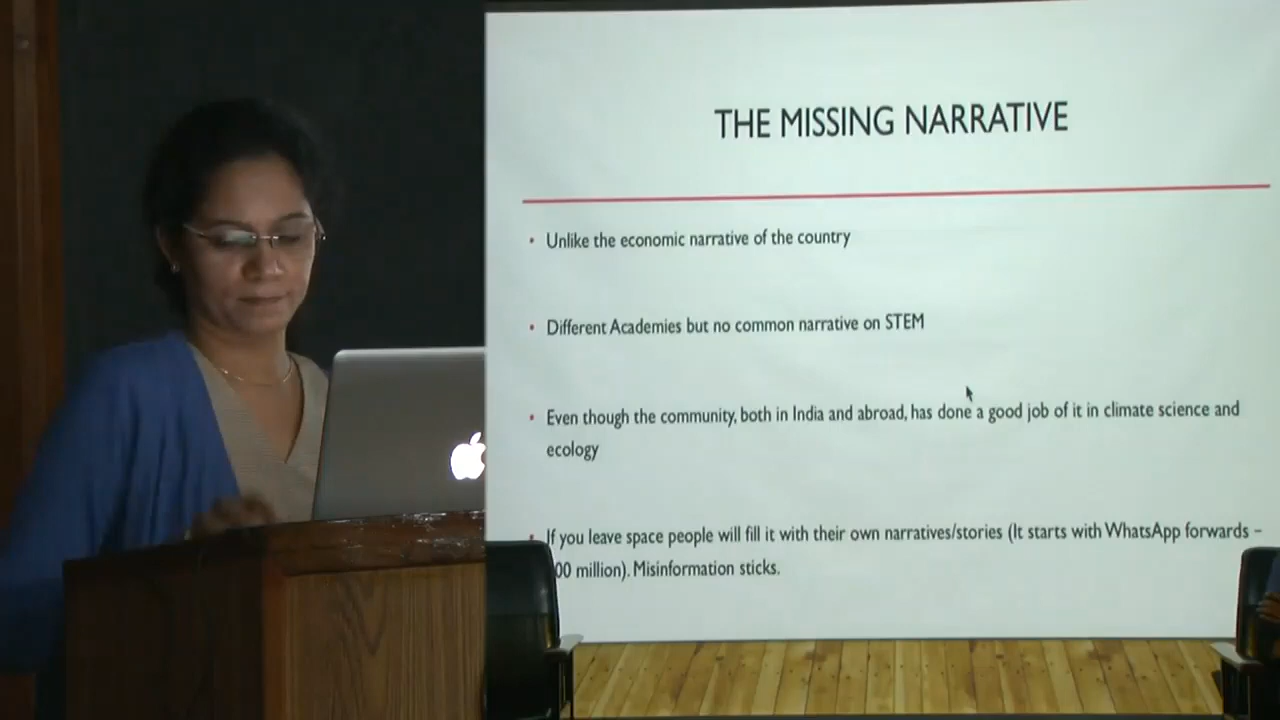 THE MISSING NARRATIVE
• Unlike the economic narrative of the country
• Different Academies but no common narrative on STEM
• Even though the community, both in India and abroad, has done a good job of it in climate science and
ecology
• If you leave space people will fill it with their own narratives/stories (It starts with WhatsApp forwards –
million). Misinformation sticks.